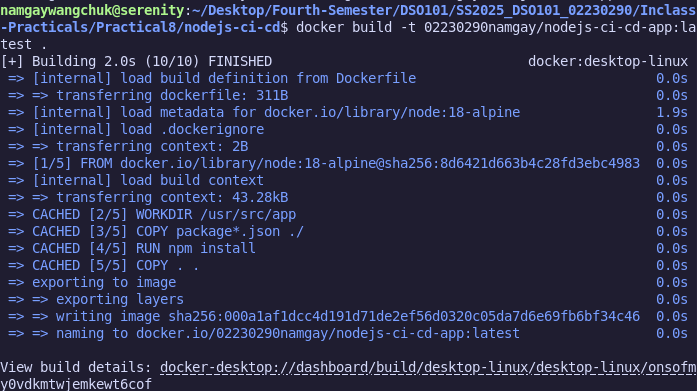 namgaywangchuk@serenity:~/Desktop/Fourth-Semester/DSO101/SS2025_DSO101_02230290/Inclass
-Practicals/Practical8/nodejs-ci-cd$ docker build -t 02230290namgay/nodejs-ci-cd-app:la
test .
[+] Building 2.0s (10/10) FINISHED docker:desktop-linux
=> [internal] load build definition from Dockerfile 0.0s
=> => transferring dockerfile: 311B 0.0s
=> [internal] load metadata for docker.io/library/node:18-alpine 1.9s
=> [internal] load .dockerignore 0.0s
=> => transferring context: 2B 0.0s
=> [1/5] FROM docker.io/library/node:18-alpine@sha256:8d6421d663b4c28fd3ebc4983 0.0s
=> [internal] load build context 0.0s
=> => transferring context: 43.28kB 0.0s
=> CACHED [2/5] WORKDIR /usr/src/app 0.0s
=> CACHED [3/5] COPY package*.json ./ 0.0s
=> CACHED [4/5] RUN npm install 0.0s
=> CACHED [5/5] COPY . . 0.0s
=> exporting to image 0.0s
=> => exporting layers 0.0s
=> => writing image sha256:000a1af1dcc4d191d71de2ef56d0320c05da7d6e69fb6bf34c46 0.0s
=> => naming to docker.io/02230290namgay/nodejs-ci-cd-app:latest 0.0s
View build details: docker-desktop://dashboard/build/desktop-linux/desktop-linux/onsofm
y0vdkmtwjemkewt6cof